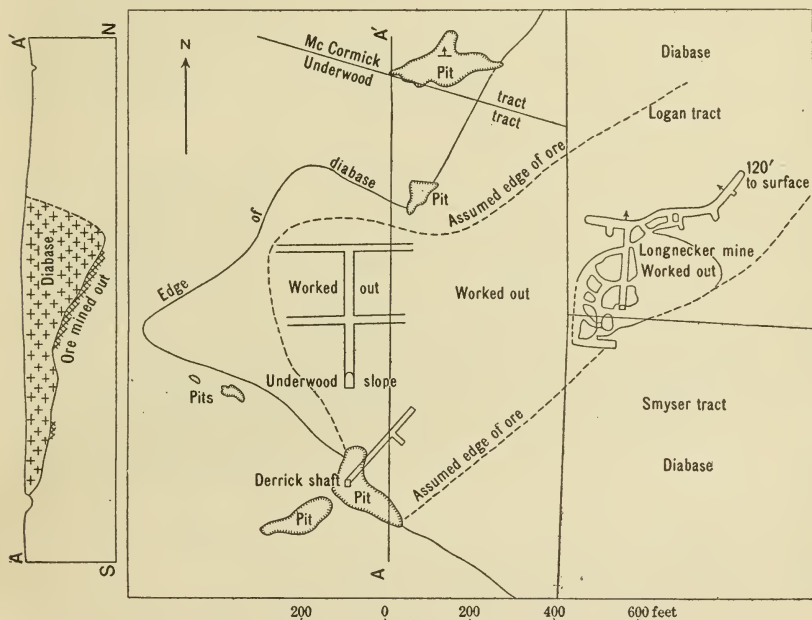 A'
N
Diabase
Ore mined out
A
S
N
Mc Cormick
Underwood
tract
tract
A'
Pit
Diabase
Logan tract
120'
to surface
Edge of diabase
Pit
Assumed edge of ore
Longnecker mine
Worked out
Worked out
Worked out
Underwood slope
Pits
Smyser tract
Assumed edge of ore
Diabase
Derrick shaft
Pit
Pit
A
200 0 200 400 600 feet